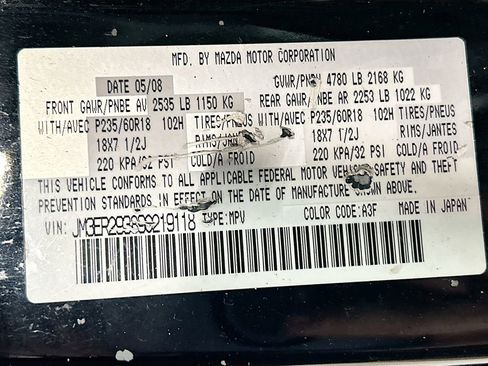 MFD. BY MAZDA MOTOR CORPORATION
DATE 05/08 GVWR/PNBV 4780 LB 2168 KG
FRONT GAWR/PNBE AV 2535 LB 1150 KG REAR GAWR/PNBE AR 2253 LB 1022 KG
WITH/AVEC P235/60R18 102H TIRES/PNEUS WITH/AVEC P235/60R18 102H TIRES/PNEUS
18X7 1/2J RIMS/JANTES 18X7 1/2J RIMS/JANTES
220 KPA/32 PSI COLD/A FROID 220 KPA/32 PSI COLD/A FROID
THIS VEHICLE CONFORMS TO ALL APPLICABLE FEDERAL MOTOR VEHICLE SAFETY AND THEFT
PREVENTION STANDARDS IN EFFECT ON THE DATE OF MANUFACTURE SHOWN ABOVE.
VIN: TYPE:MPV COLOR CODE:A3F MADE IN JAPAN